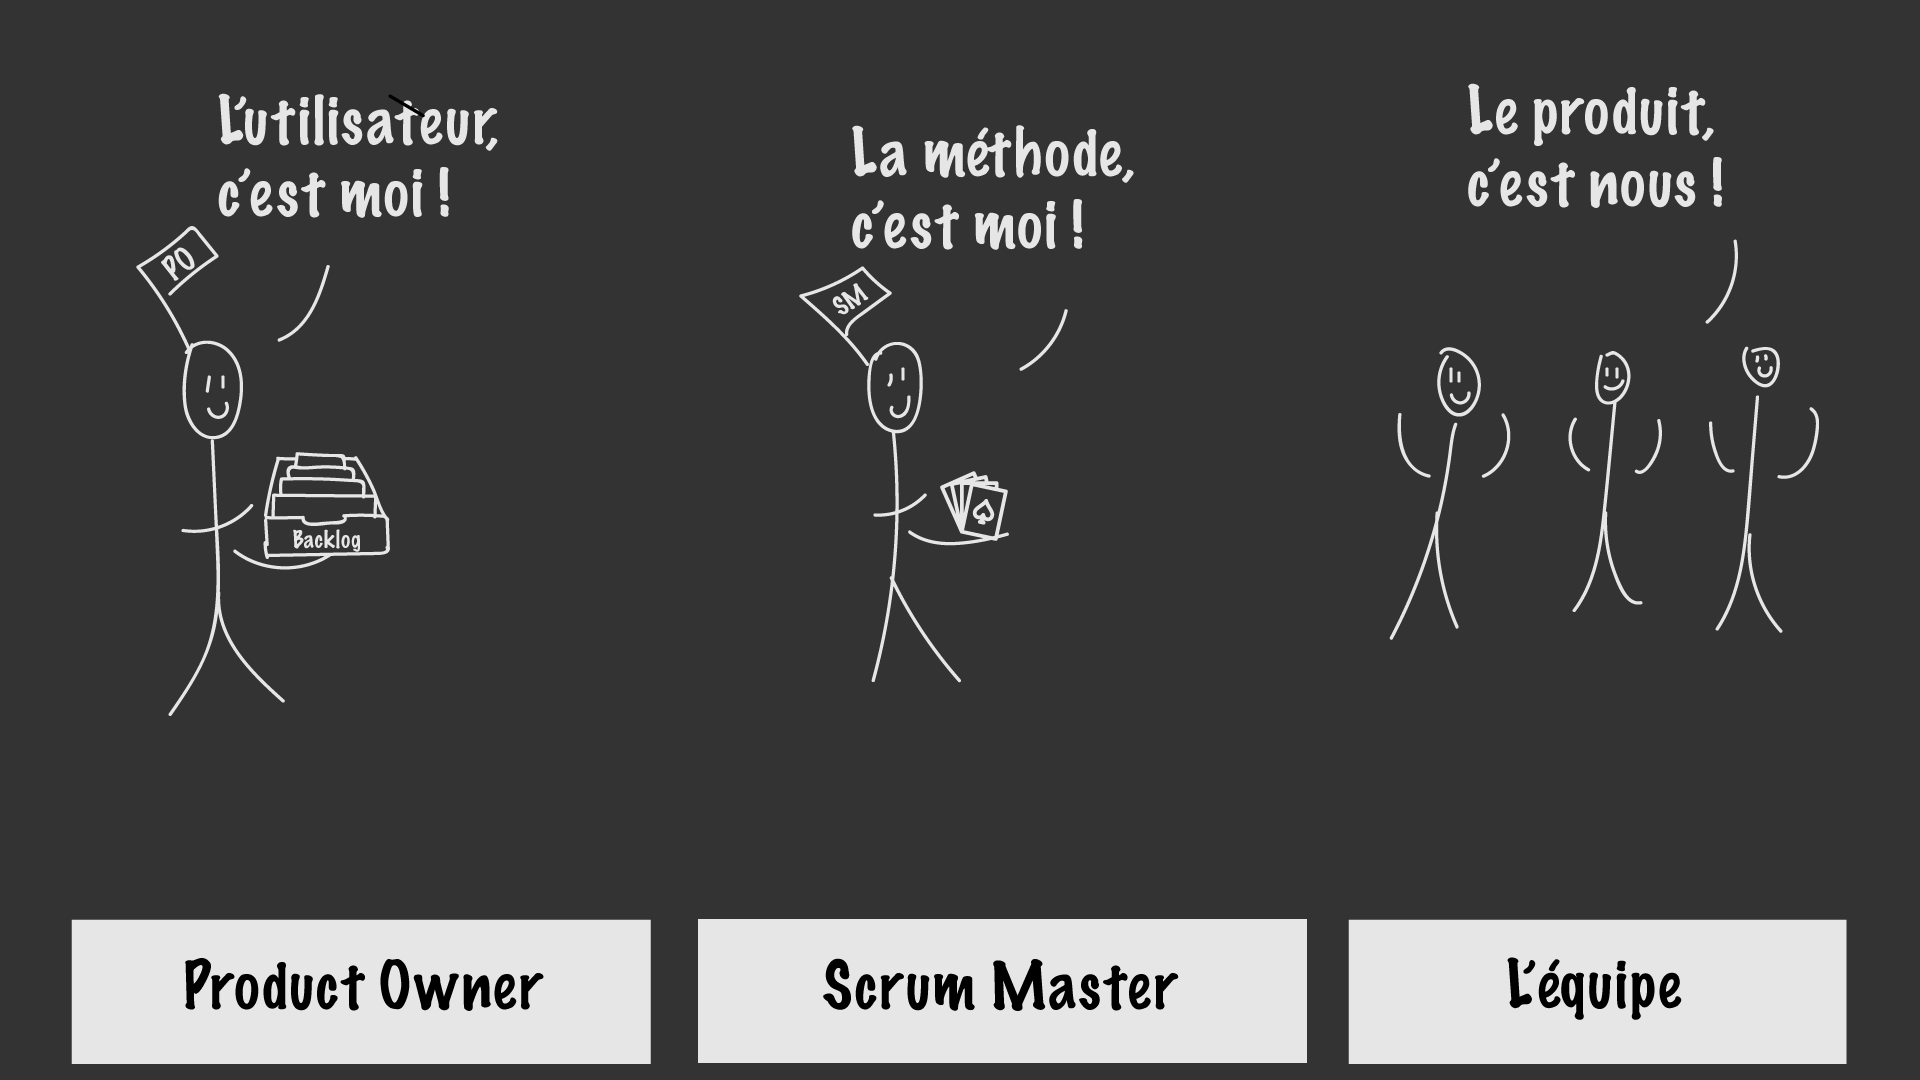 L'utilisateur,
c'est moi !
PO
Backlog
Product Owner
La méthode,
c'est moi !
SM
Scrum Master
Le produit,
c'est nous !
L'équipe